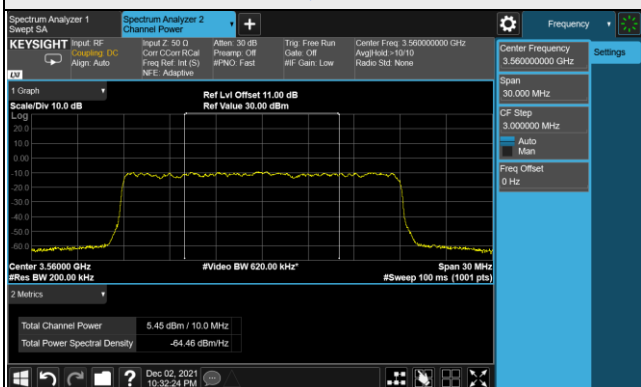 Spectrum Analyzer 1
Swept SA
Spectrum Analyzer 2
Channel Power
Frequency
KEYSIGHT
Input: RF
Coupling: DC
Align: Auto
LXI
Input Z: 50 Ω
Corr CCorr RCal
Freq Ref: Int (S)
NFE: Adaptive
Atten: 30 dB
Preamp: Off
#PNO: Fast
Trig: Free Run
Gate: Off
#IF Gain: Low
Center Freq: 3.560000000 GHz
Avg|Hold:>10/10
Radio Std: None
Center Frequency
3.560000000 GHz
Settings
Span
30.000 MHz
CF Step
3.000000 MHz
Auto
Man
Freq Offset
0 Hz
1 Graph
Scale/Div 10.0 dB
Ref Lvl Offset 11.00 dB
Ref Value 30.00 dBm
Log
20.0
10.0
0.00
-10.0
-20.0
-30.0
-40.0
-50.0
-60.0
Center 3.56000 GHz
#Res BW 200.00 kHz
#Video BW 620.00 kHz*
Span 30 MHz
#Sweep 100 ms (1001 pts)
2 Metrics
Total Channel Power 5.45 dBm / 10.0 MHz
Total Power Spectral Density -64.46 dBm/Hz
?
Dec 02, 2021
10:32:24 PM